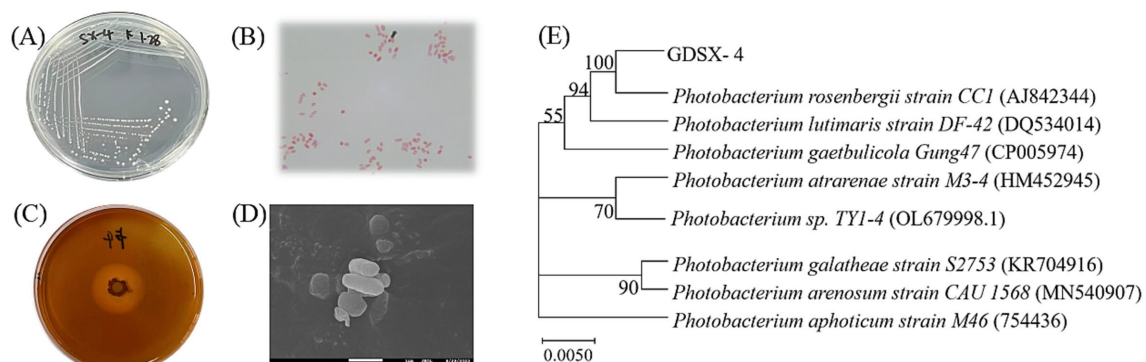 (A)
SX-4 K 1-28
(B)
(C)
(D)
(E)
100
GDSX- 4
94
Photobacterium rosenbergii strain CC1 (AJ842344)
55
Photobacterium lutimaris strain DF-42 (DQ534014)
Photobacterium gaetbulicola Gung47 (CP005974)
Photobacterium atrarenae strain M3-4 (HM452945)
70
Photobacterium sp. TY1-4 (OL679998.1)
Photobacterium galatheae strain S2753 (KR704916)
90
Photobacterium arenosum strain CAU 1568 (MN540907)
Photobacterium aphoticum strain M46 (754436)
0.0050